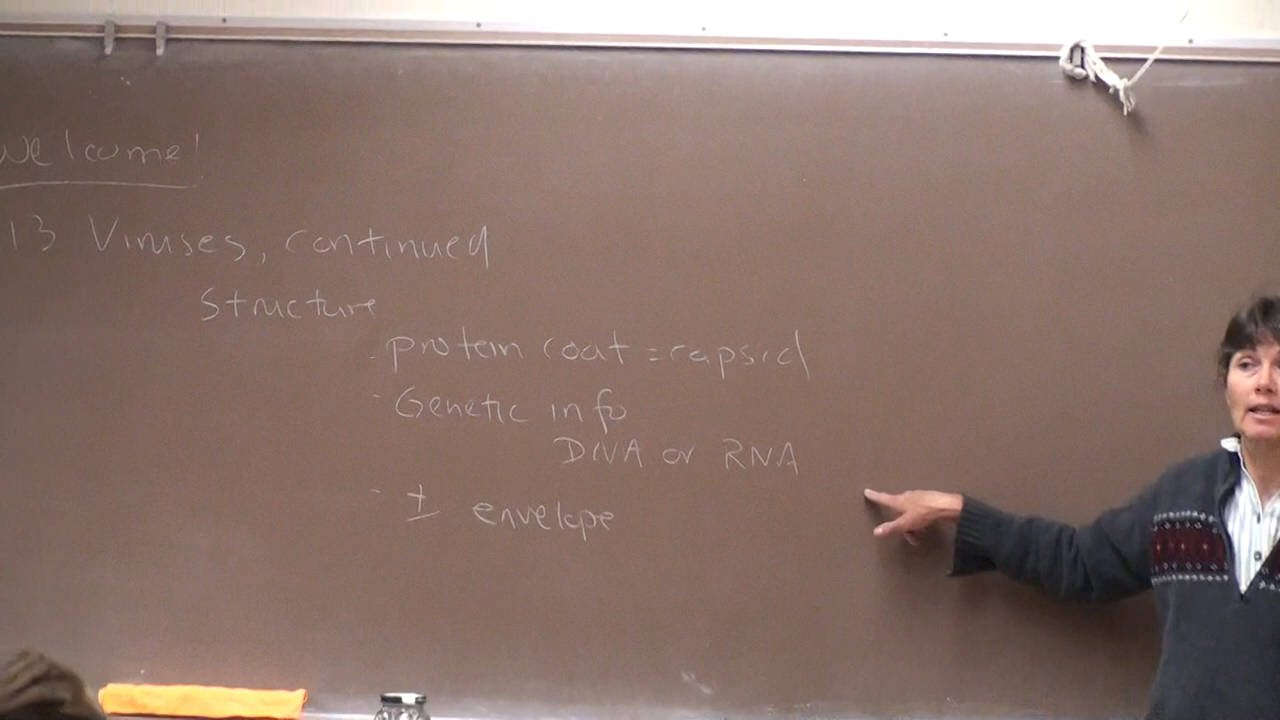 Welcome!
13 Viruses, continued
Structure
- protein coat = capsid
- Genetic info
DNA or RNA
- ± envelope